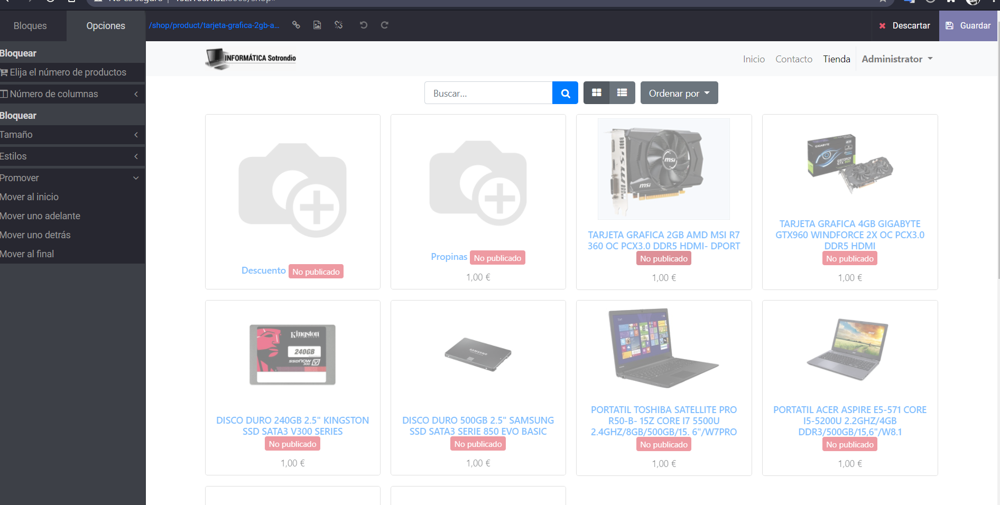 Bloques
Opciones
/shop/product/tarjeta-grafica-2gb-a...
Descartar
Guardar
Bloquear
Elija el número de productos
Número de columnas
Bloquear
Tamaño
Estilos
Promover
Mover al inicio
Mover uno adelante
Mover uno detrás
Mover al final
INFORMÁTICA Sotrondio
Inicio
Contacto
Tienda
Administrator
Buscar...
Ordenar por
Descuento No publicado
Propinas No publicado
1,00 €
msi
msi
TARJETA GRAFICA 2GB AMD MSI R7
360 OC PCX3.0 DDR5 HDMI- DPORT
No publicado
1,00 €
GIGABYTE
TARJETA GRAFICA 4GB GIGABYTE
GTX960 WINDFORCE 2X OC PCX3.0
DDR5 HDMI
No publicado
1,00 €
Kingston
240GB
SSDNOW
300 V
DISCO DURO 240GB 2.5" KINGSTON
SSD SATA3 V300 SERIES
No publicado
1,00 €
SAMSUNG
DISCO DURO 500GB 2.5" SAMSUNG
SSD SATA3 SERIE 850 EVO BASIC
No publicado
1,00 €
PORTATIL TOSHIBA SATELLITE PRO
R50-B- 15Z CORE I7 5500U
2.4GHZ/8GB/500GB/15. 6"/W7PRO
No publicado
1,00 €
PORTATIL ACER ASPIRE E5-571 CORE
I5-5200U 2.2GHZ/4GB
DDR3/500GB/15,6"/W8.1
No publicado
1,00 €